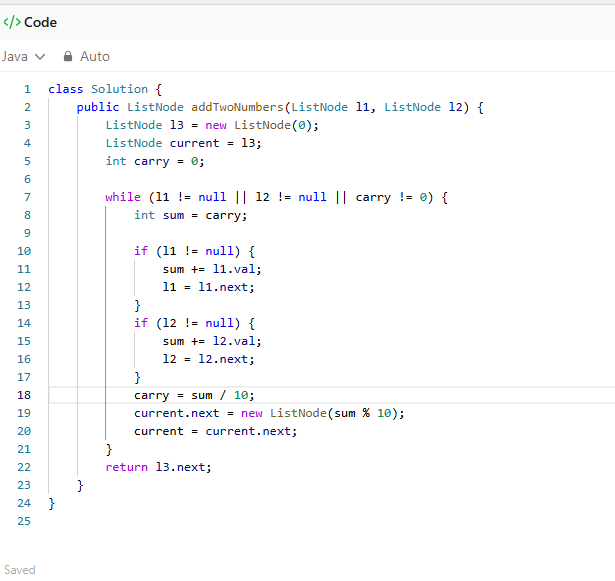 </> Code
Java Auto
1 class Solution {
2 public ListNode addTwoNumbers(ListNode l1, ListNode l2) {
3 ListNode l3 = new ListNode(0);
4 ListNode current = l3;
5 int carry = 0;
6
7 while (l1 != null || l2 != null || carry != 0) {
8 int sum = carry;
9
10 if (l1 != null) {
11 sum += l1.val;
12 l1 = l1.next;
13 }
14 if (l2 != null) {
15 sum += l2.val;
16 l2 = l2.next;
17 }
18 carry = sum / 10;
19 current.next = new ListNode(sum % 10);
20 current = current.next;
21 }
22 return l3.next;
23 }
24 }
25
Saved